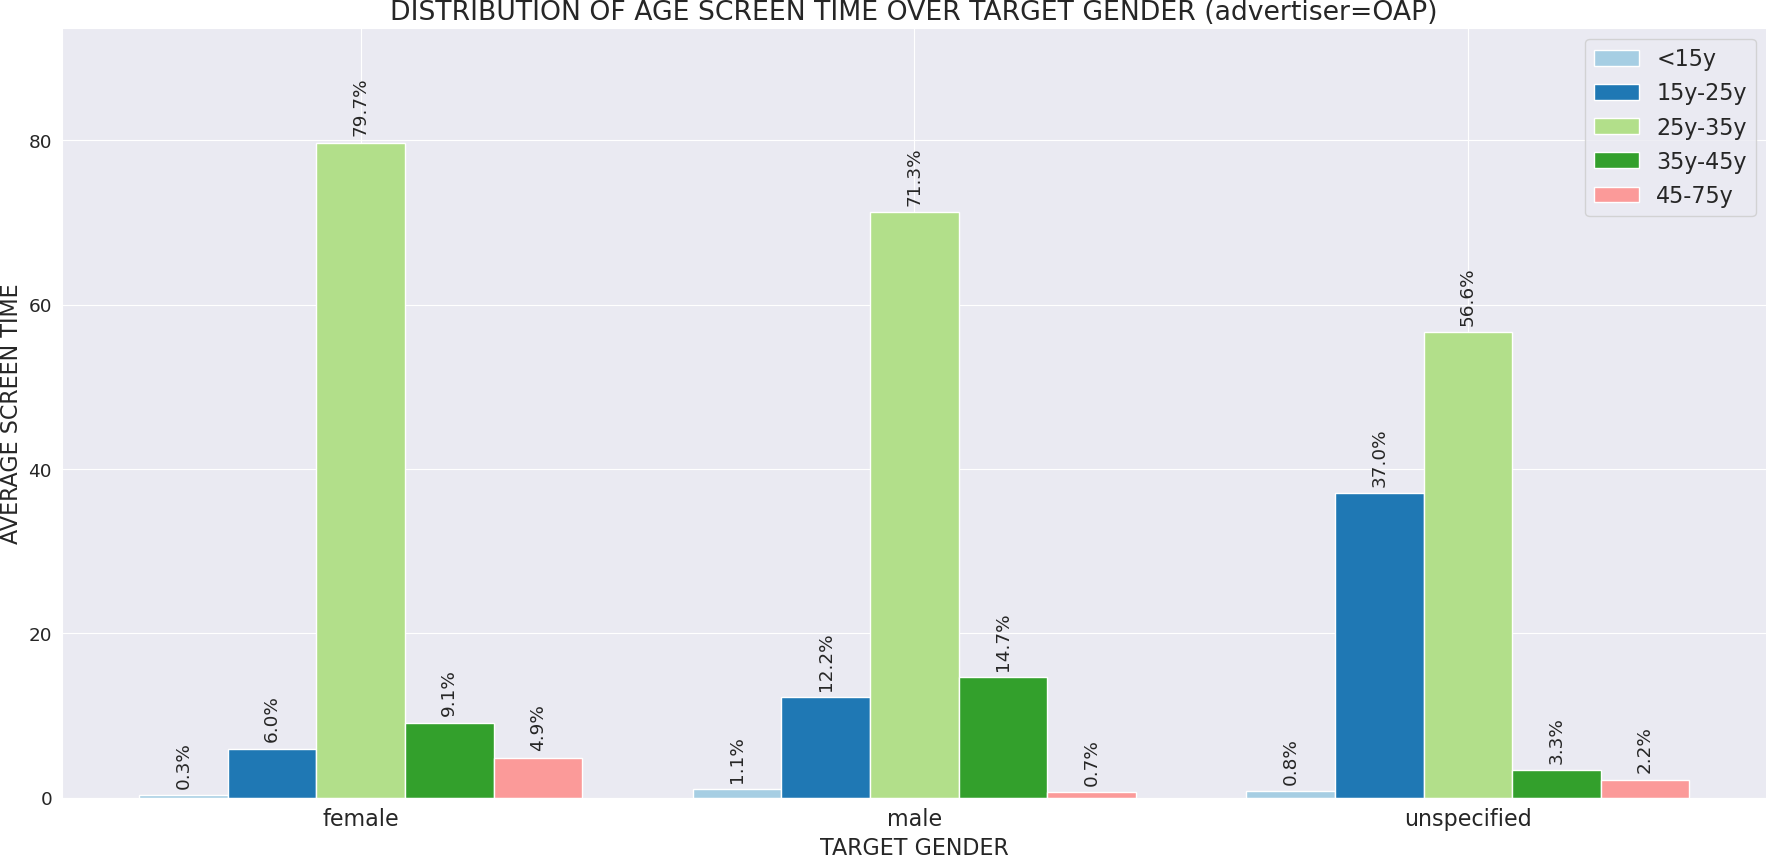 DISTRIBUTION OF AGE SCREEN TIME OVER TARGET GENDER (advertiser=OAP)
<15y
15y-25y
25y-35y
35y-45y
45-75y
AVERAGE SCREEN TIME
80
60
40
20
0
0.3%
6.0%
79.7%
9.1%
4.9%
1.1%
12.2%
71.3%
14.7%
0.7%
0.8%
37.0%
56.6%
3.3%
2.2%
female
male
unspecified
TARGET GENDER